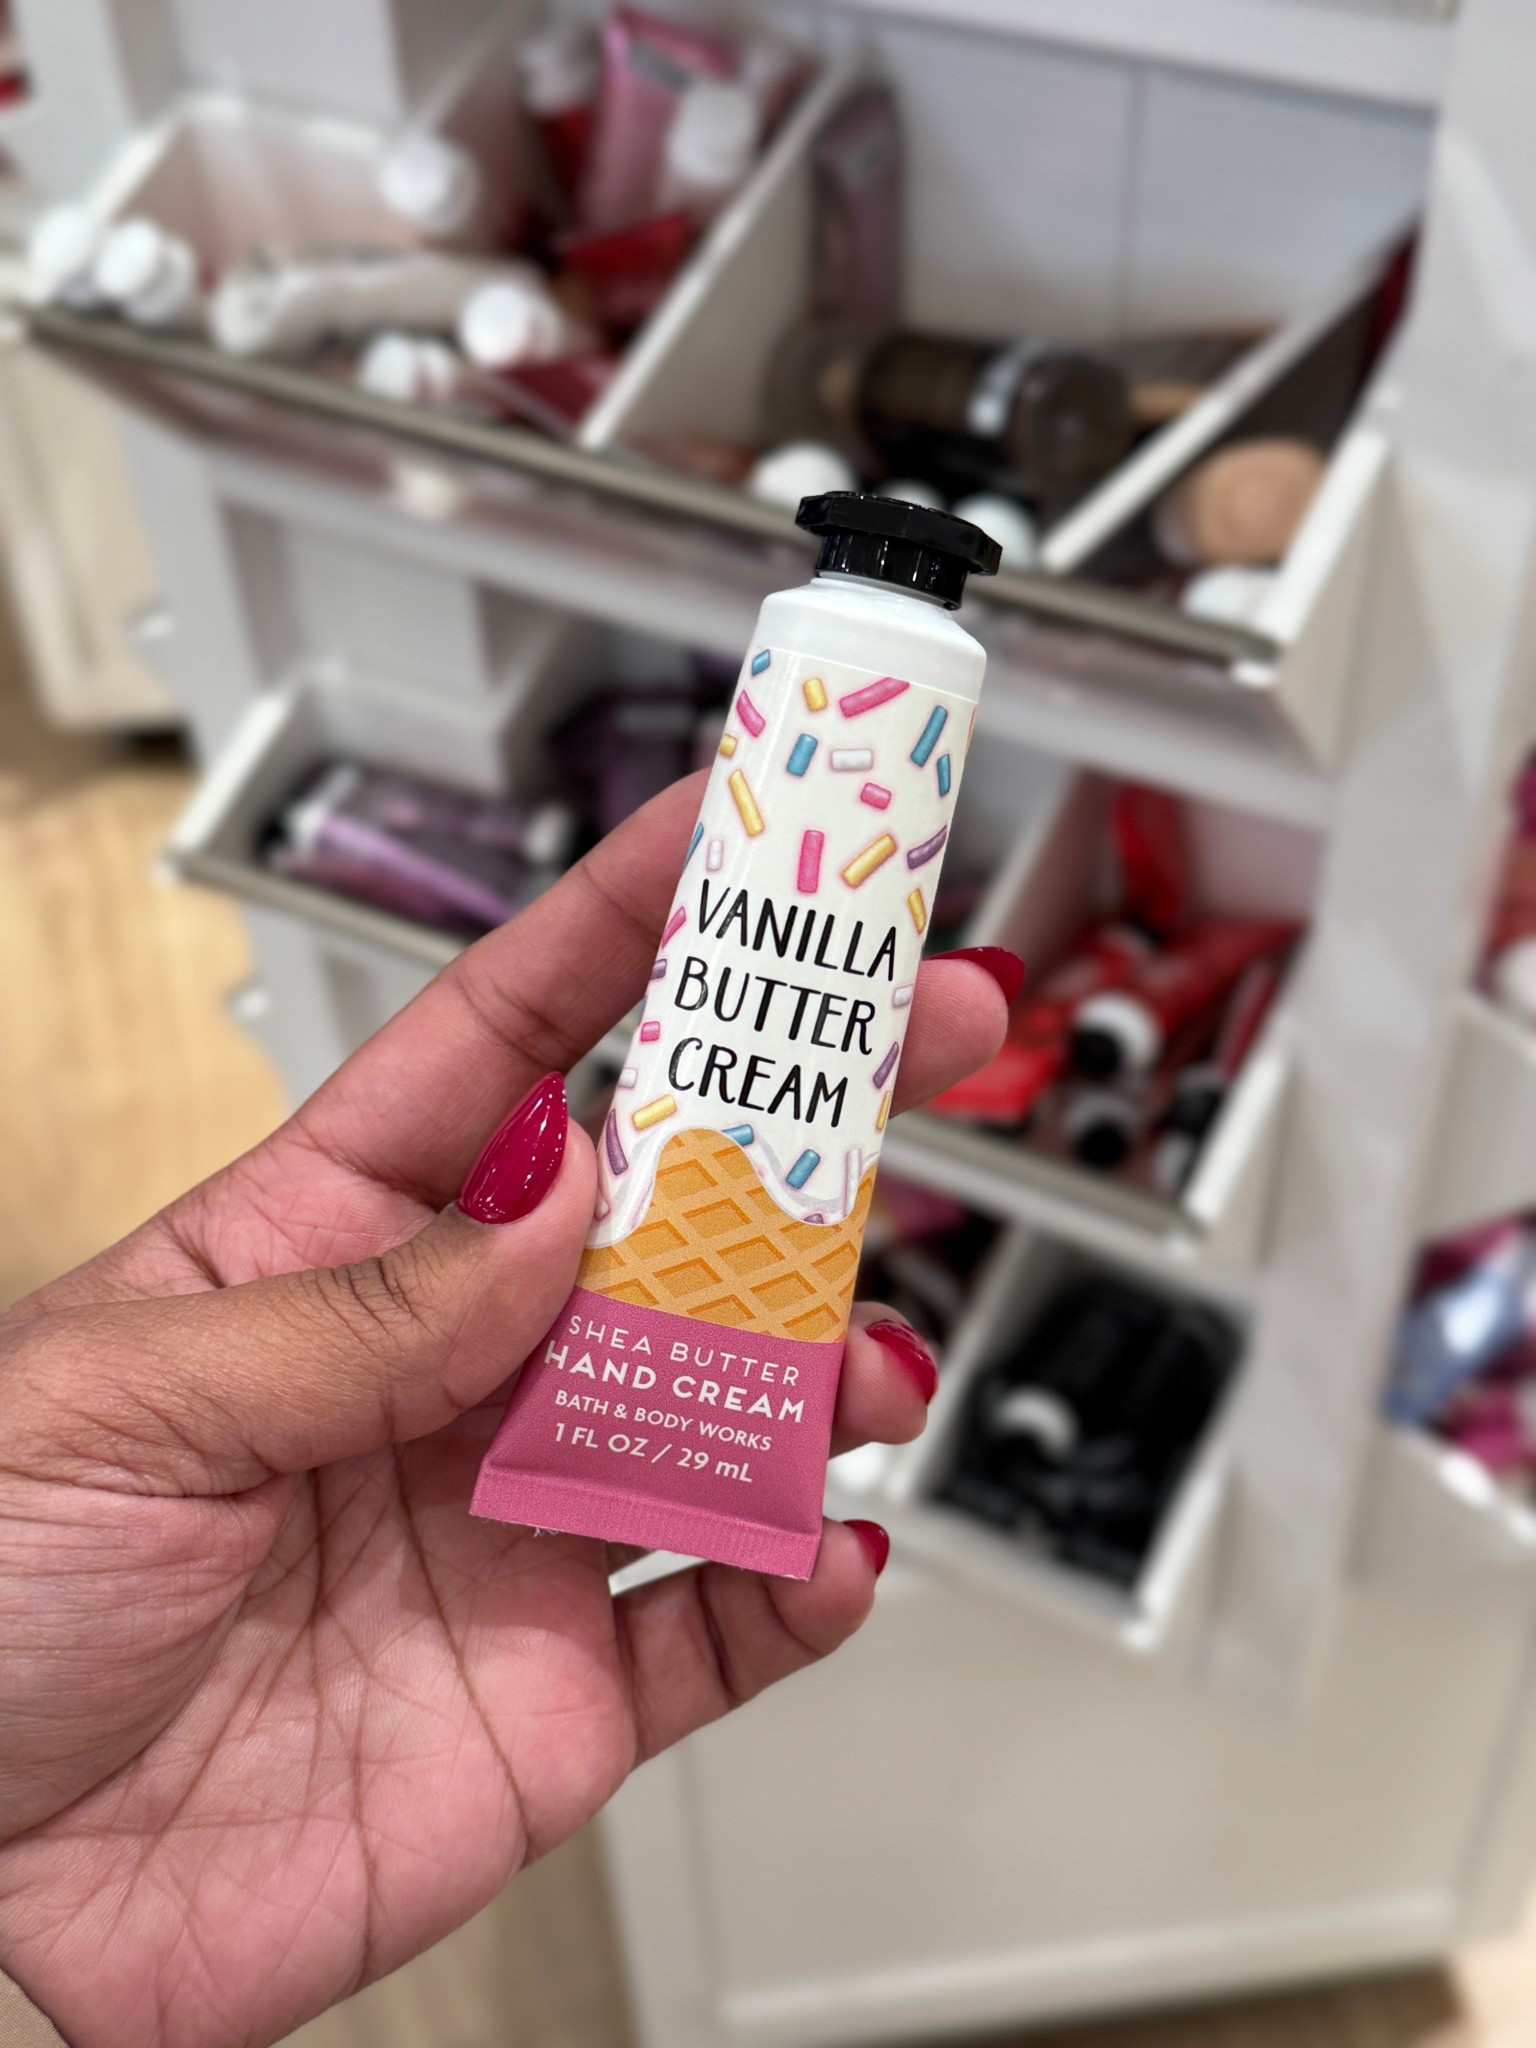 VANILLA
BUTTER
CREAM
SHEA BUTTER
HAND CREAM
BATH & BODY WORKS
1 FL OZ / 29 mL